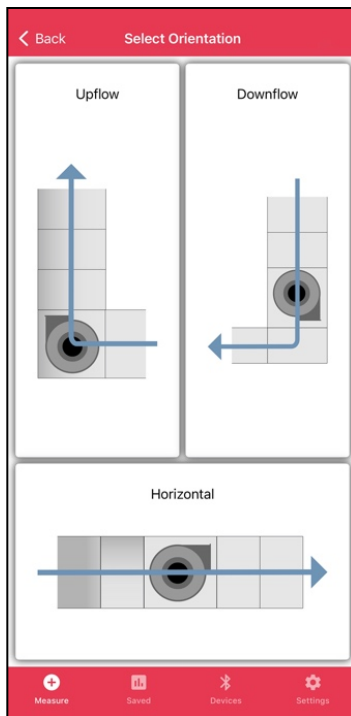 Back
Select Orientation
Upflow
Downflow
Horizontal
Measure
Saved
Devices
Settings